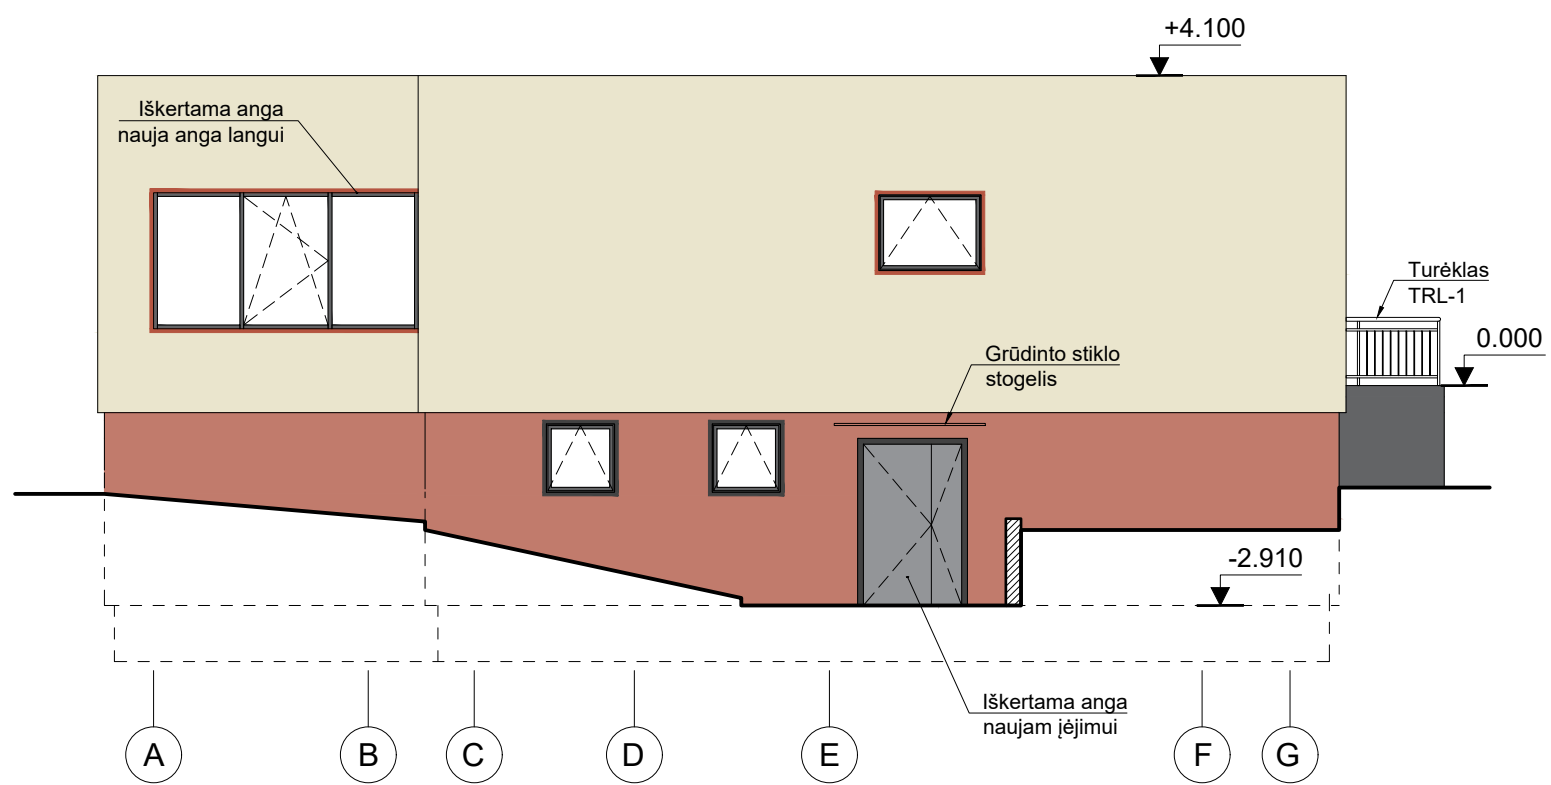 +4.100
Iškertama anga
nauja anga langui
Turėklas
TRL-1
0.000
Grūdinto stiklo
stogelis
-2.910
Iškertama anga
naujam įėjimui
A B C D E F G